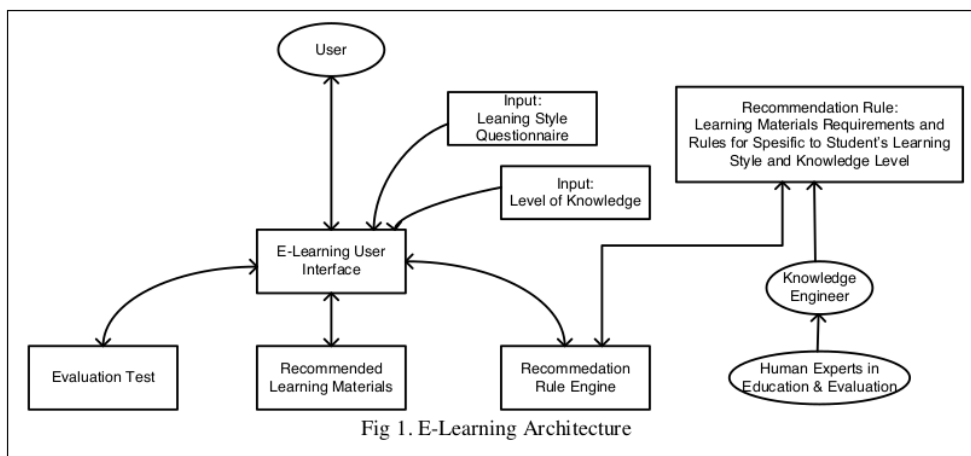 User
Input:
Leaning Style
Questionnaire
Recommendation Rule:
Learning Materials Requirements and
Rules for Spesific to Student's Learning
Style and Knowledge Level
Input:
Level of Knowledge
E-Learning User
Interface
Knowledge
Engineer
Evaluation Test
Recommended
Learning Materials
Recommedation
Rule Engine
Human Experts in
Education & Evaluation
Fig 1. E-Learning Architecture